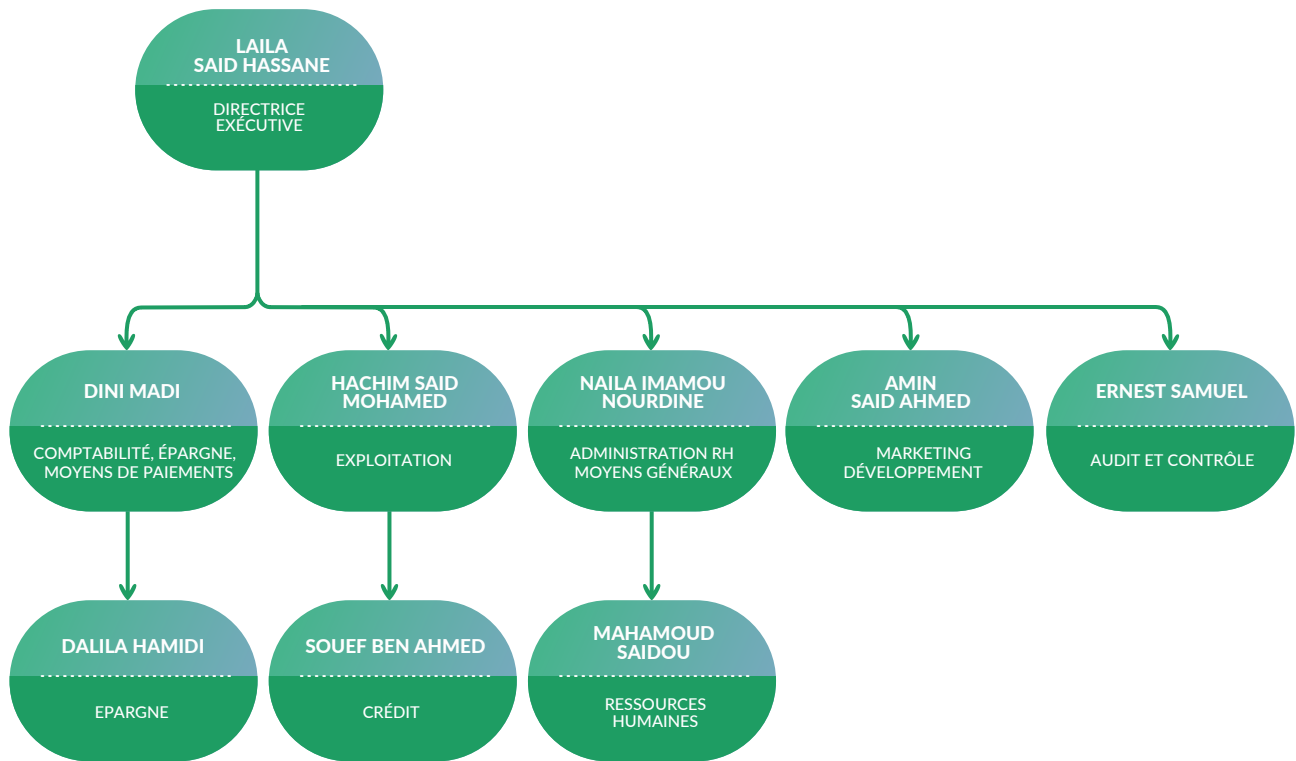 LAILA
SAID HASSANE
DIRECTRICE
EXÉCUTIVE
DINI MADI
COMPTABILITÉ, ÉPARGNE,
MOYENS DE PAIEMENTS
HACHIM SAID
MOHAMED
EXPLOITATION
NAILA IMAMOU
NOURDINE
ADMINISTRATION RH
MOYENS GÉNÉRAUX
AMIN
SAID AHMED
MARKETING
DÉVELOPPEMENT
ERNEST SAMUEL
AUDIT ET CONTRÔLE
DALILA HAMIDI
EPARGNE
SOUEF BEN AHMED
CRÉDIT
MAHAMOUD
SAIDOU
RESSOURCES
HUMAINES